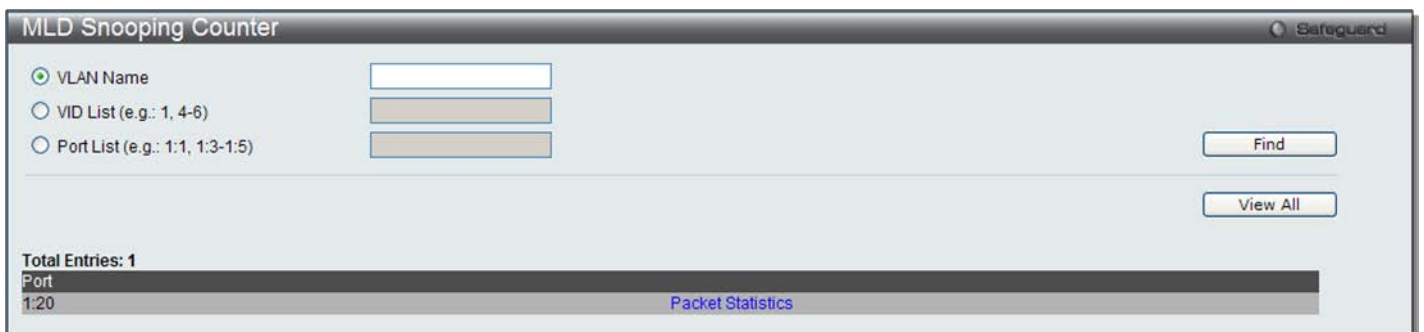 MLD Snooping Counter
Safeguard
VLAN Name
VID List (e.g.: 1, 4-6)
Port List (e.g.: 1:1, 1:3-1:5)
Find
View All
Total Entries: 1
Port
1:20 Packet Statistics